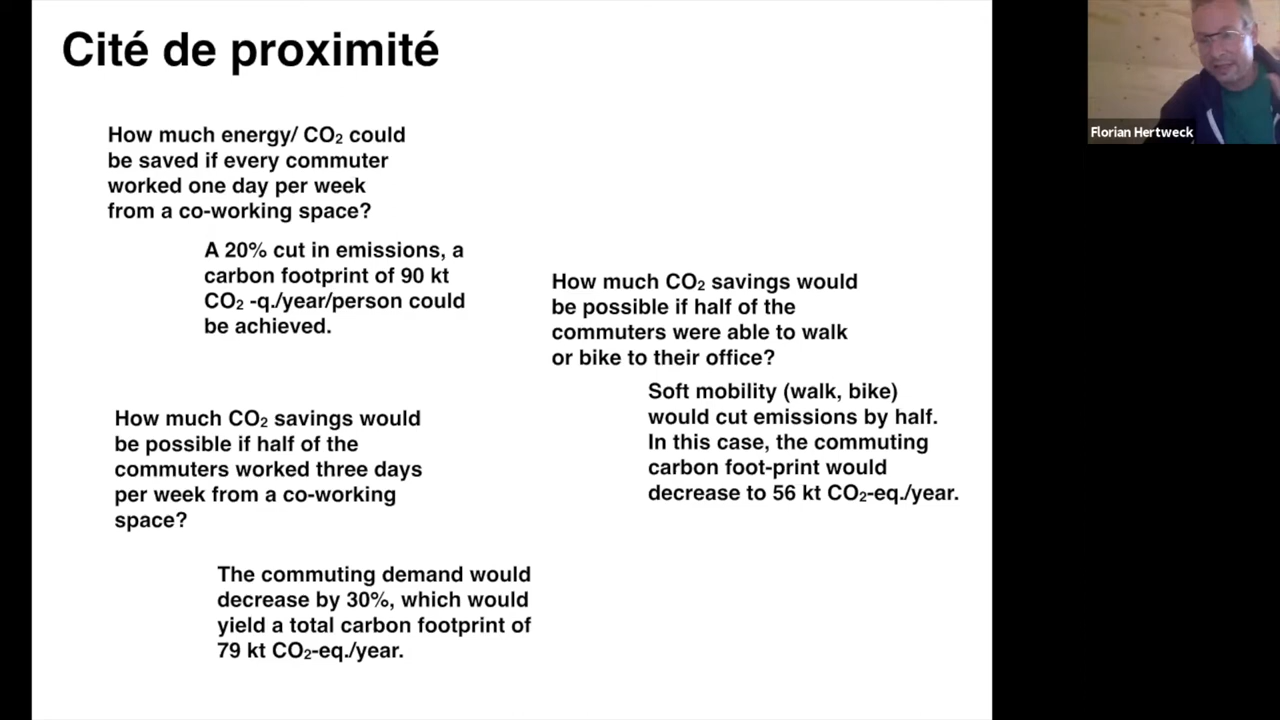 Cité de proximité
How much energy/ CO₂ could
be saved if every commuter
worked one day per week
from a co-working space?
A 20% cut in emissions, a
carbon footprint of 90 kt
CO₂ -q./year/person could
be achieved.
How much CO₂ savings would
be possible if half of the
commuters were able to walk
or bike to their office?
Soft mobility (walk, bike)
would cut emissions by half.
In this case, the commuting
carbon foot-print would
decrease to 56 kt CO₂-eq./year.
How much CO₂ savings would
be possible if half of the
commuters worked three days
per week from a co-working
space?
The commuting demand would
decrease by 30%, which would
yield a total carbon footprint of
79 kt CO₂-eq./year.
Florian Hertweck